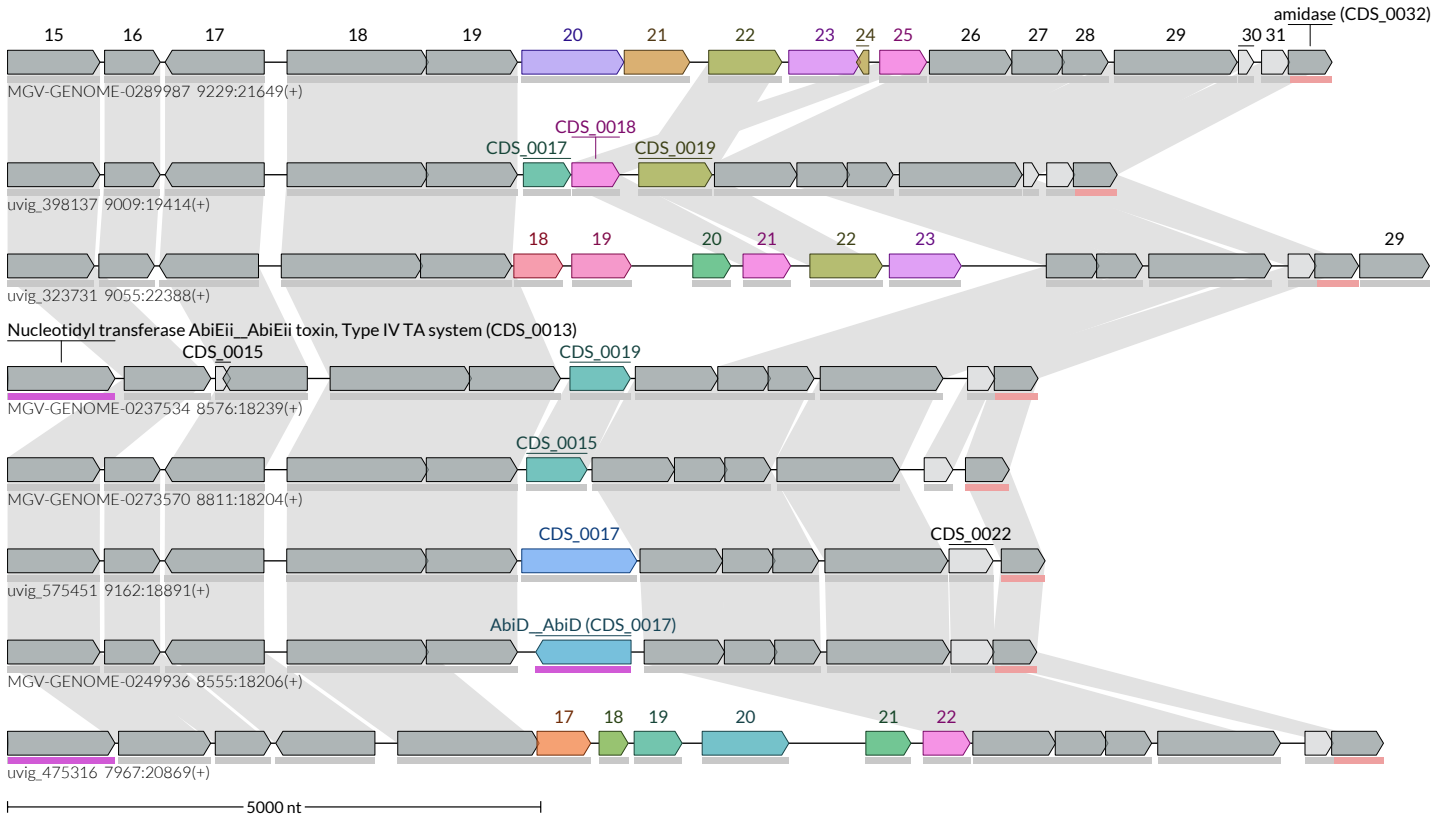 amidase (CDS_0032)
15 16 17 18 19 20 21 22 23 24 25 26 27 28 29 30 31
MGV-GENOME-0289987 9229:21649(+)
CDS_0018
CDS_0017 CDS_0019
uvig_398137 9009:19414(+)
18 19 20 21 22 23 29
uvig_323731 9055:22388(+)
Nucleotidyl transferase AbiEii__AbiEii toxin, Type IV TA system (CDS_0013)
CDS_0015 CDS_0019
MGV-GENOME-0237534 8576:18239(+)
CDS_0015
MGV-GENOME-0273570 8811:18204(+)
CDS_0017 CDS_0022
uvig_575451 9162:18891(+)
AbiD__AbiD (CDS_0017)
MGV-GENOME-0249936 8555:18206(+)
17 18 19 20 21 22
uvig_475316 7967:20869(+)
5000 nt